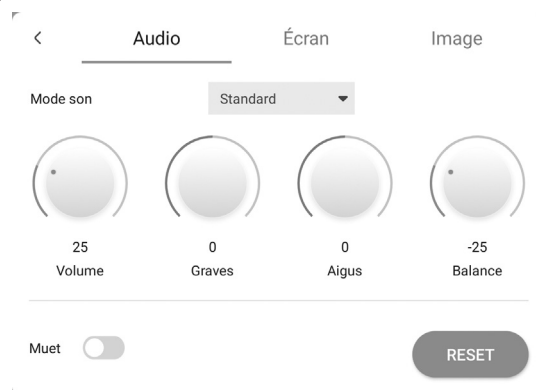 Audio Écran Image
Mode son Standard
25 0 0 -25
Volume Graves Aigus Balance
Muet RESET